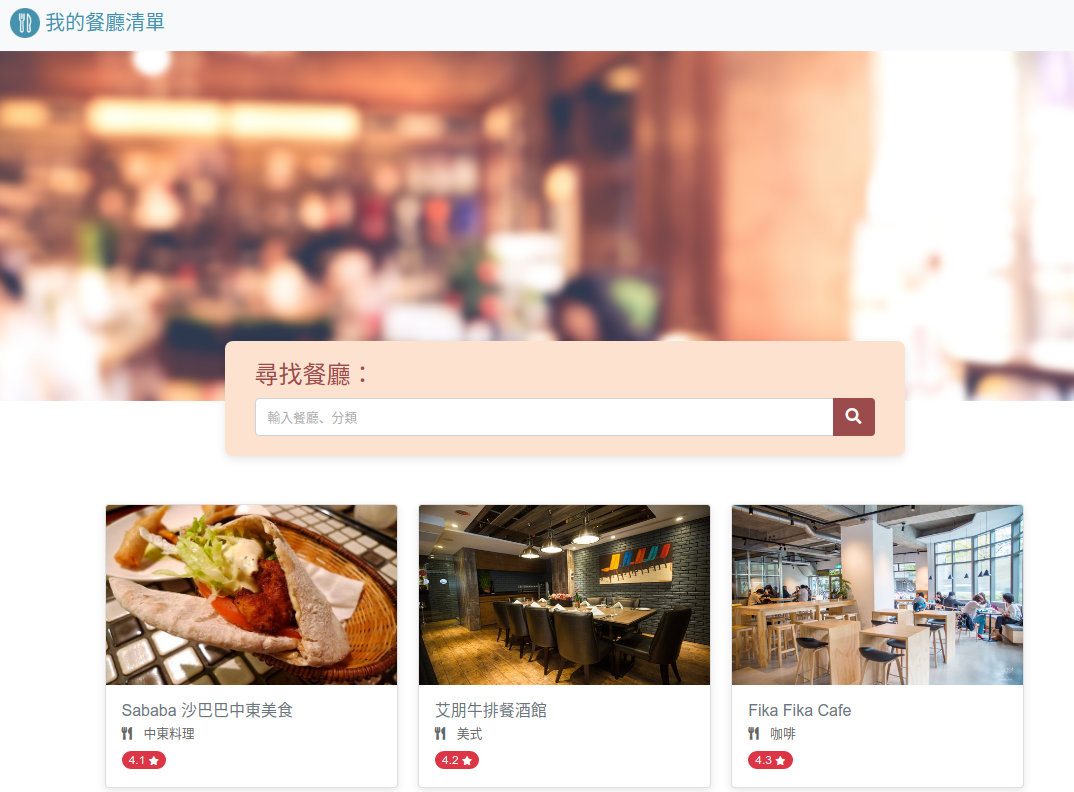 我的餐廳清單
尋找餐廳：
輸入餐廳、分類
Sababa 沙巴巴中東美食
中東料理
4.1
艾朋牛排餐酒館
美式
4.2
Fika Fika Cafe
咖啡
4.3